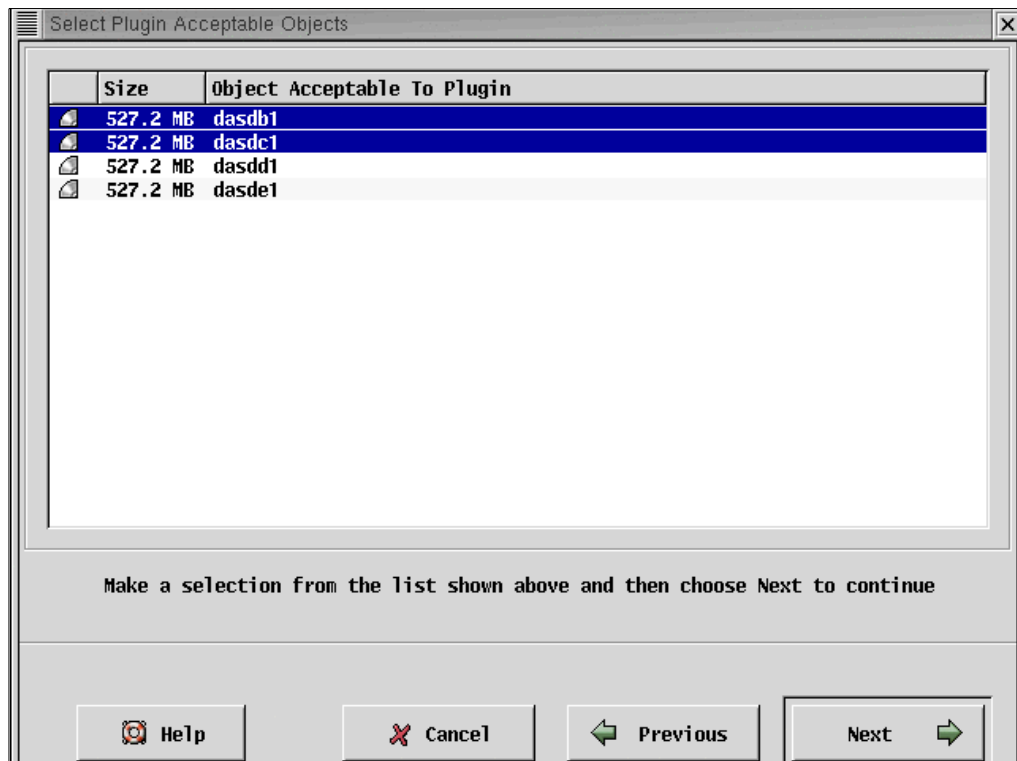 Select Plugin Acceptable Objects
Size Object Acceptable To Plugin
527.2 MB dasdb1
527.2 MB dasdc1
527.2 MB dasdd1
527.2 MB dasde1
Make a selection from the list shown above and then choose Next to continue
Help Cancel Previous Next